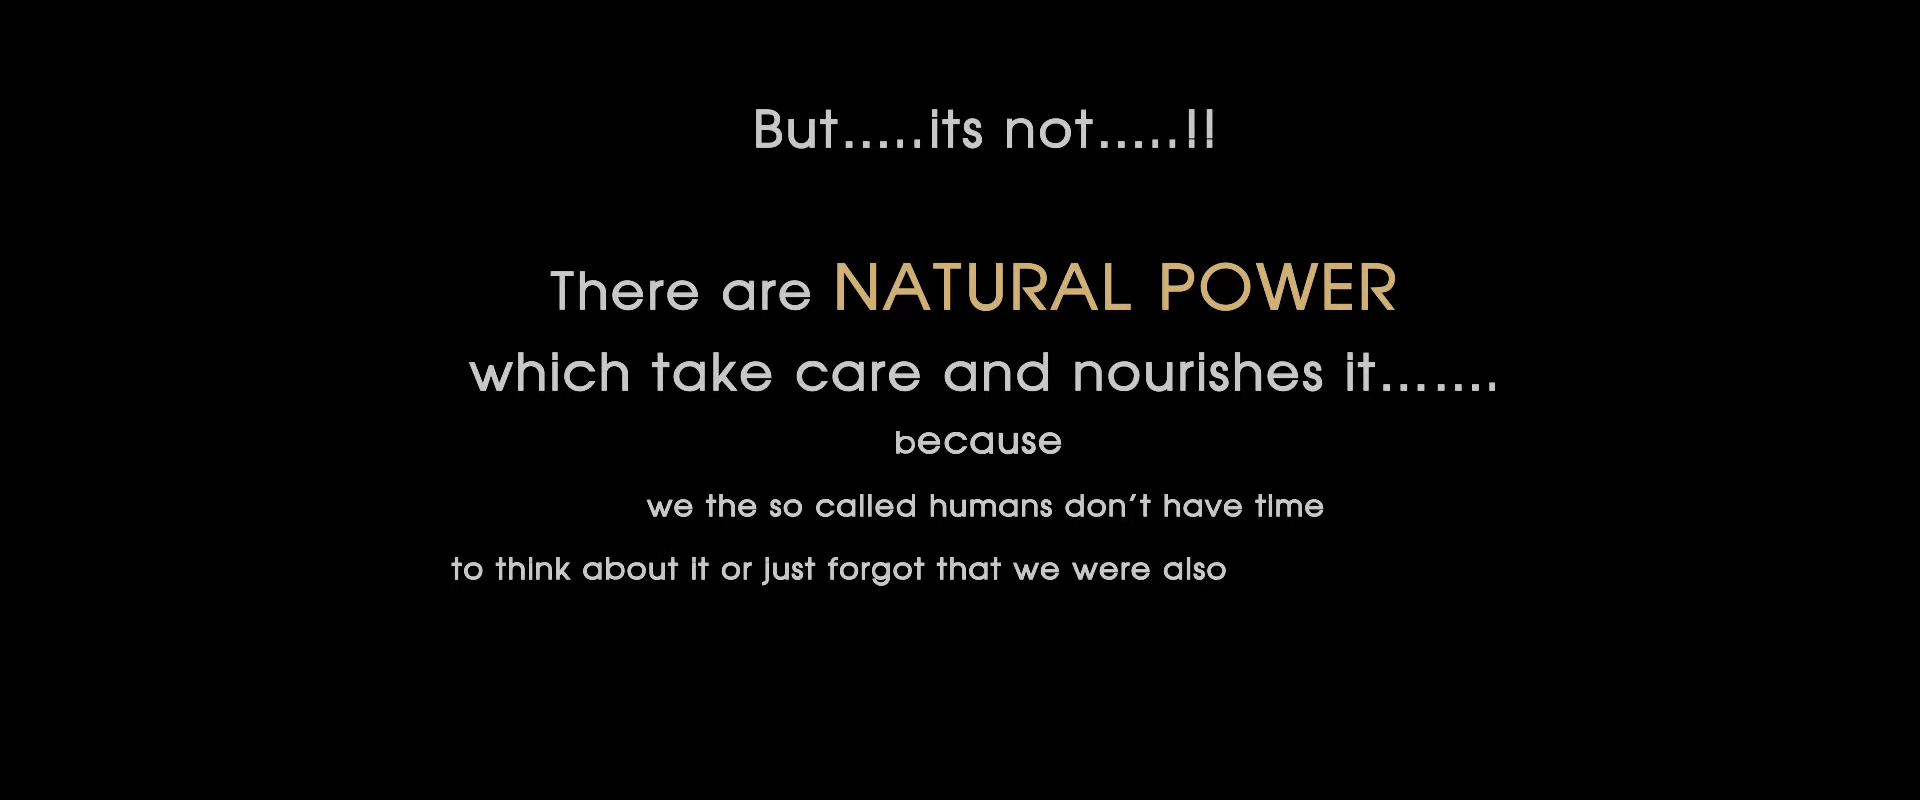 But.....its not.....!!
There are NATURAL POWER
which take care and nourishes it.......
because
we the so called humans don't have time
to think about it or just forgot that we were also